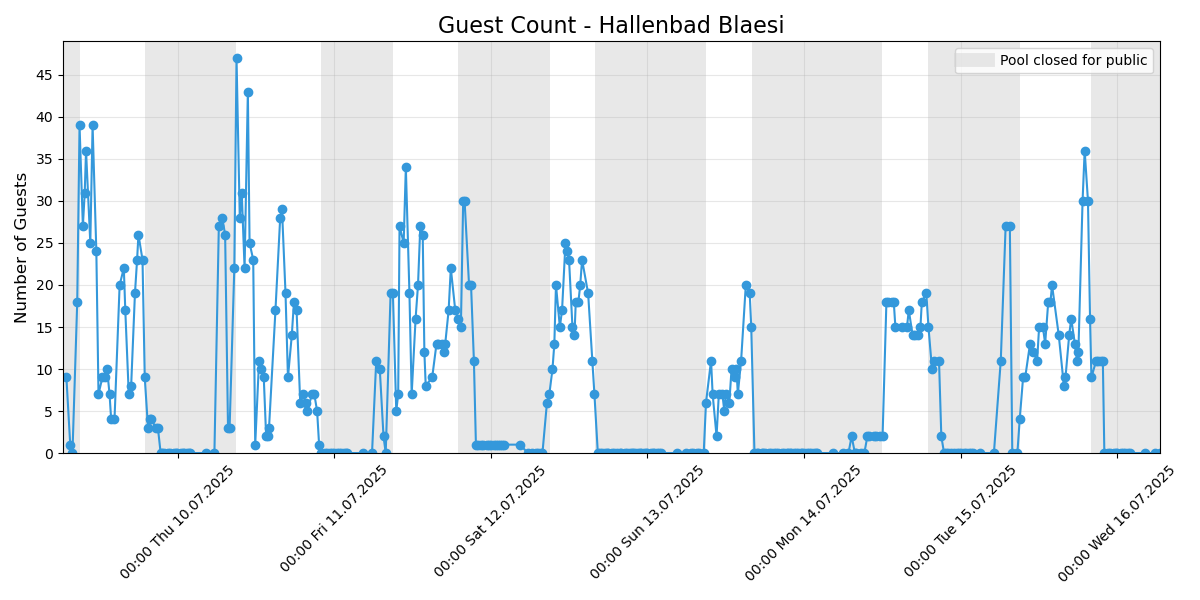 Guest Count - Hallenbad Blaesi
Pool closed for public
Number of Guests
45
40
35
30
25
20
15
10
5
0
00:00 Thu 10.07.2025
00:00 Fri 11.07.2025
00:00 Sat 12.07.2025
00:00 Sun 13.07.2025
00:00 Mon 14.07.2025
00:00 Tue 15.07.2025
00:00 Wed 16.07.2025